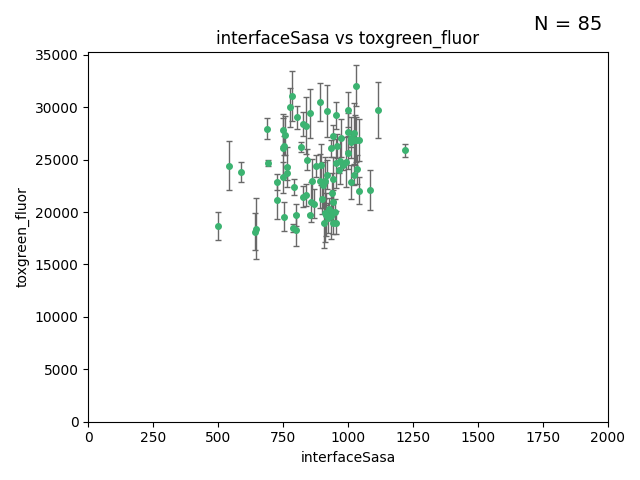 N = 85
interfaceSasa vs toxgreen_fluor
35000
30000
25000
20000
15000
10000
5000
0
toxgreen_fluor
0 250 500 750 1000 1250 1500 1750 2000
interfaceSasa